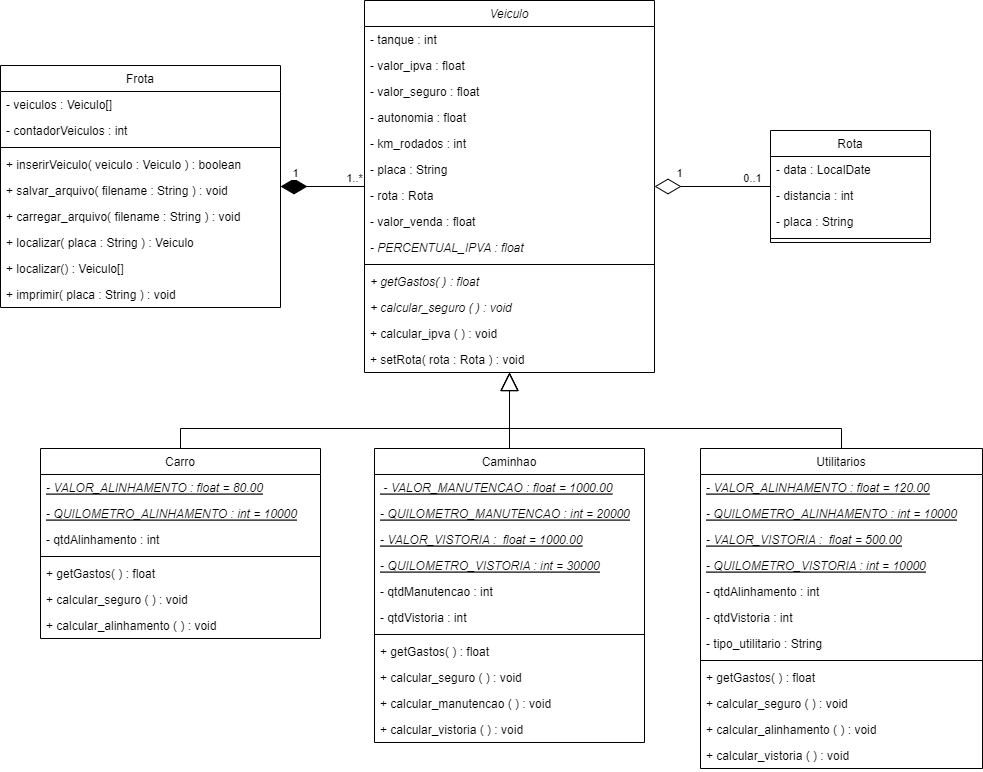 Veiculo
- tanque : int
- valor_ipva : float
- valor_seguro : float
- autonomia : float
- km_rodados : int
- placa : String
- rota : Rota
- valor_venda : float
- PERCENTUAL_IPVA : float
+ getGastos( ) : float
+ calcular_seguro ( ) : void
+ calcular_ipva ( ) : void
+ setRota( rota : Rota ) : void
Frota
- veiculos : Veiculo[]
- contadorVeiculos : int
+ inserirVeiculo( veiculo : Veiculo ) : boolean
+ salvar_arquivo( filename : String ) : void
+ carregar_arquivo( filename : String ) : void
+ localizar( placa : String ) : Veiculo
+ localizar() : Veiculo[]
+ imprimir( placa : String ) : void
1
1..*
1
0..1
Rota
- data : LocalDate
- distancia : int
- placa : String
Carro
- VALOR_ALINHAMENTO : float = 80.00
- QUILOMETRO_ALINHAMENTO : int = 10000
- qtdAlinhamento : int
+ getGastos( ) : float
+ calcular_seguro ( ) : void
+ calcular_alinhamento ( ) : void
Caminhao
- VALOR_MANUTENCAO : float = 1000.00
- QUILOMETRO_MANUTENCAO : int = 20000
- VALOR_VISTORIA : float = 1000.00
- QUILOMETRO_VISTORIA : int = 30000
- qtdManutencao : int
- qtdVistoria : int
+ getGastos( ) : float
+ calcular_seguro ( ) : void
+ calcular_manutencao ( ) : void
+ calcular_vistoria ( ) : void
Utilitarios
- VALOR_ALINHAMENTO : float = 120.00
- QUILOMETRO_ALINHAMENTO : int = 10000
- VALOR_VISTORIA : float = 500.00
- QUILOMETRO_VISTORIA : int = 10000
- qtdAlinhamento : int
- qtdVistoria : int
- tipo_utilitario : String
+ getGastos( ) : float
+ calcular_seguro ( ) : void
+ calcular_alinhamento ( ) : void
+ calcular_vistoria ( ) : void